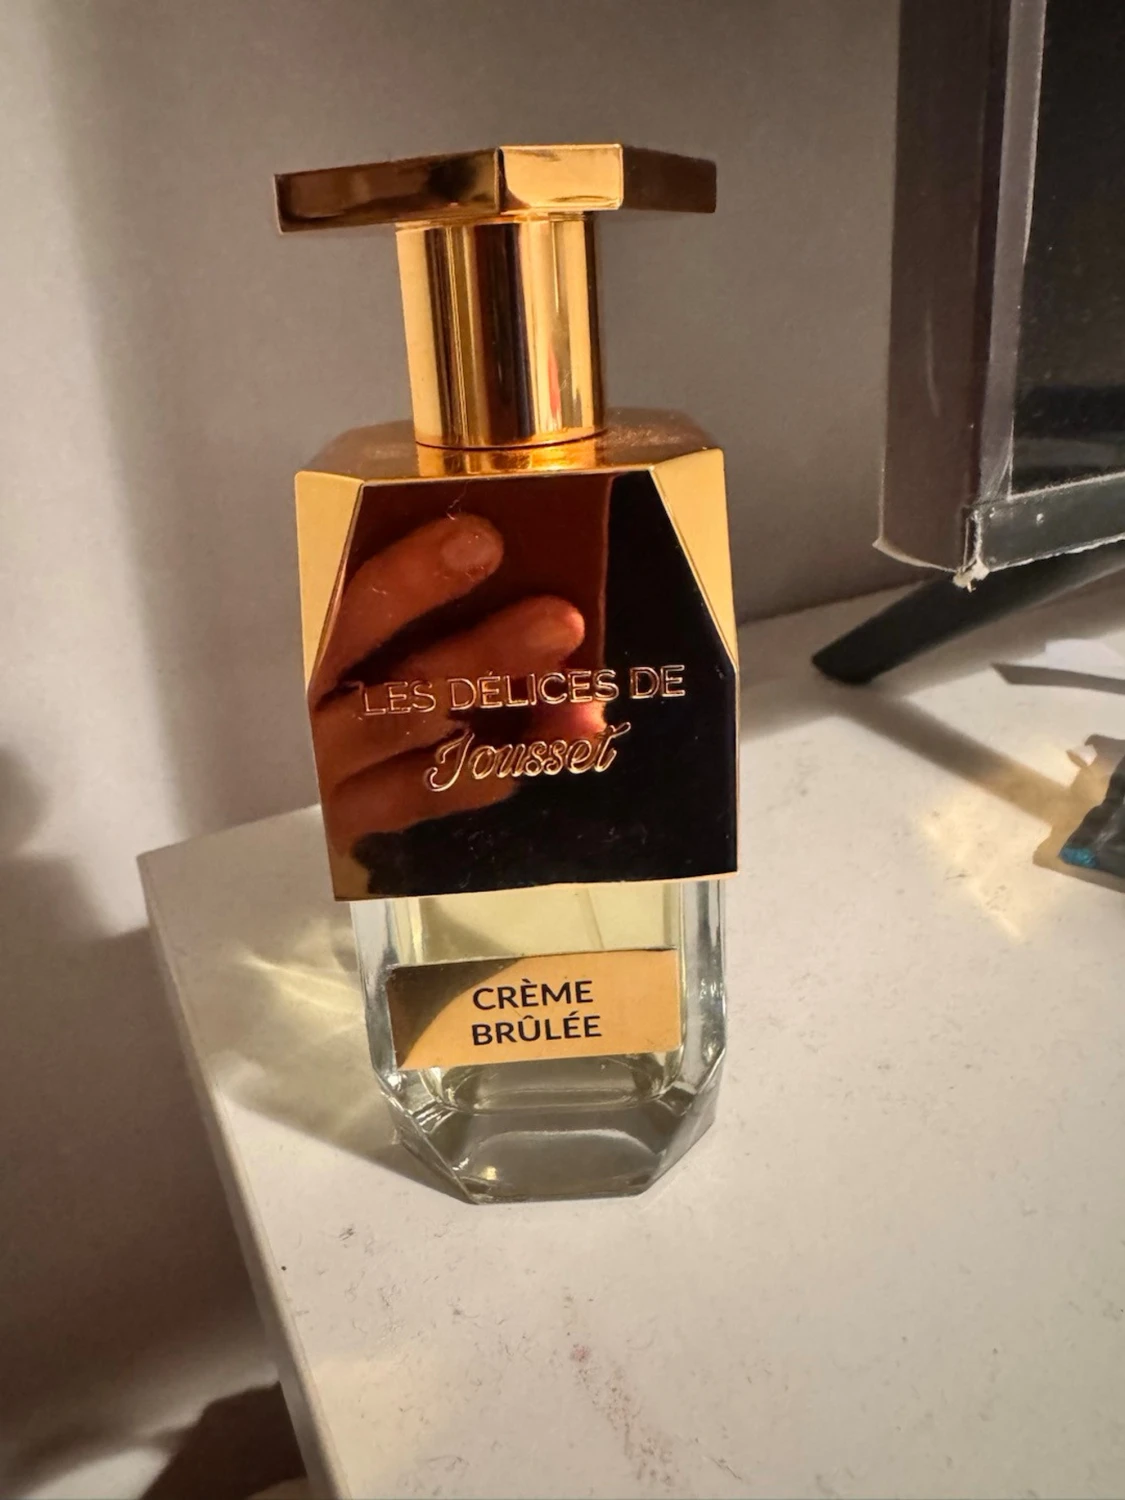 LES DÉLICES DE
Jousset
CRÈME
BRÛLÉE